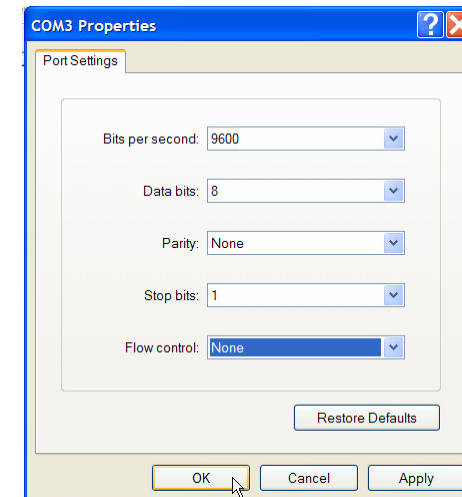 COM3 Properties
Port Settings
Bits per second: 9600
Data bits: 8
Parity: None
Stop bits: 1
Flow control: None
Restore Defaults
OK Cancel Apply